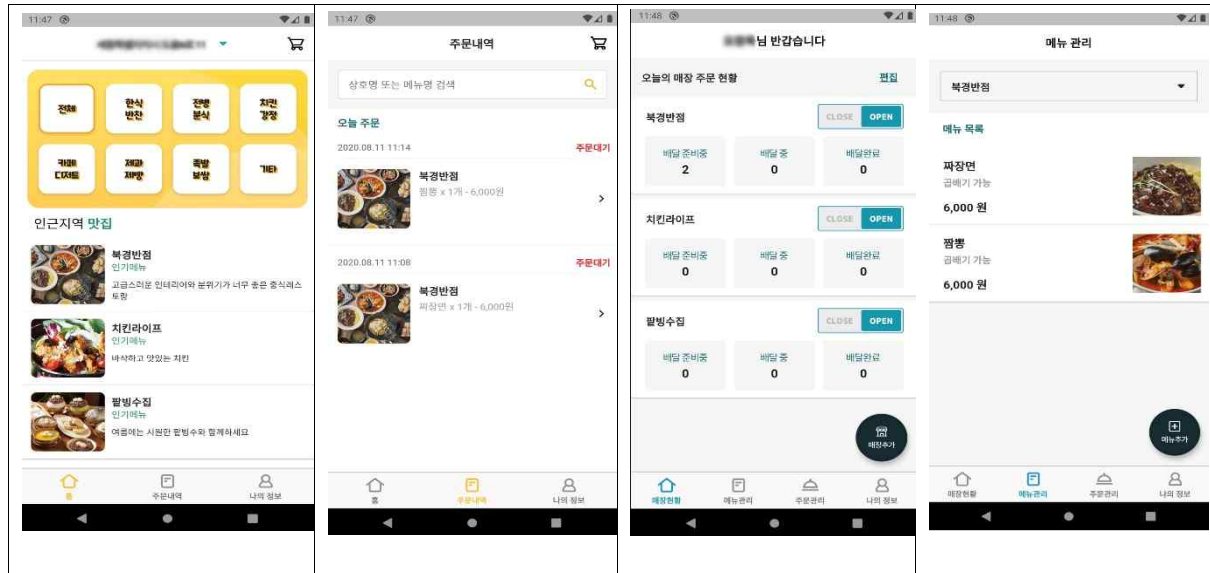 11:47
전체
한식
반찬
전병
분식
치킨
강정
카페
디저트
제과
제빵
족발
보쌈
기타
인근지역 맛집
북경반점
인기메뉴
고급스러운 인테리어와 분위기가 너무 좋은 중식레스
토랑
치킨라이프
인기메뉴
바삭하고 맛있는 치킨
팥빙수집
인기메뉴
여름에는 시원한 팥빙수와 함께하세요
홈
주문내역
나의 정보
11:47
주문내역
상호명 또는 메뉴명 검색
오늘 주문
2020.08.11 11:14
주문대기
북경반점
짬뽕 x 1개 - 6,000원
2020.08.11 11:08
주문대기
북경반점
짜장면 x 1개 - 6,000원
홈
주문내역
나의 정보
11:48
님 반갑습니다
오늘의 매장 주문 현황
편집
북경반점
CLOSE OPEN
배달 준비중
2
배달 중
0
배달완료
0
치킨라이프
CLOSE OPEN
배달 준비중
0
배달 중
0
배달완료
0
팥빙수집
CLOSE OPEN
배달 준비중
0
배달 중
0
배달완료
0
매장추가
매장현황
메뉴관리
주문관리
나의 정보
11:48
메뉴 관리
북경반점
메뉴 목록
짜장면
곱배기 가능
6,000 원
짬뽕
곱배기 가능
6,000 원
메뉴추가
매장현황
메뉴관리
주문관리
나의 정보